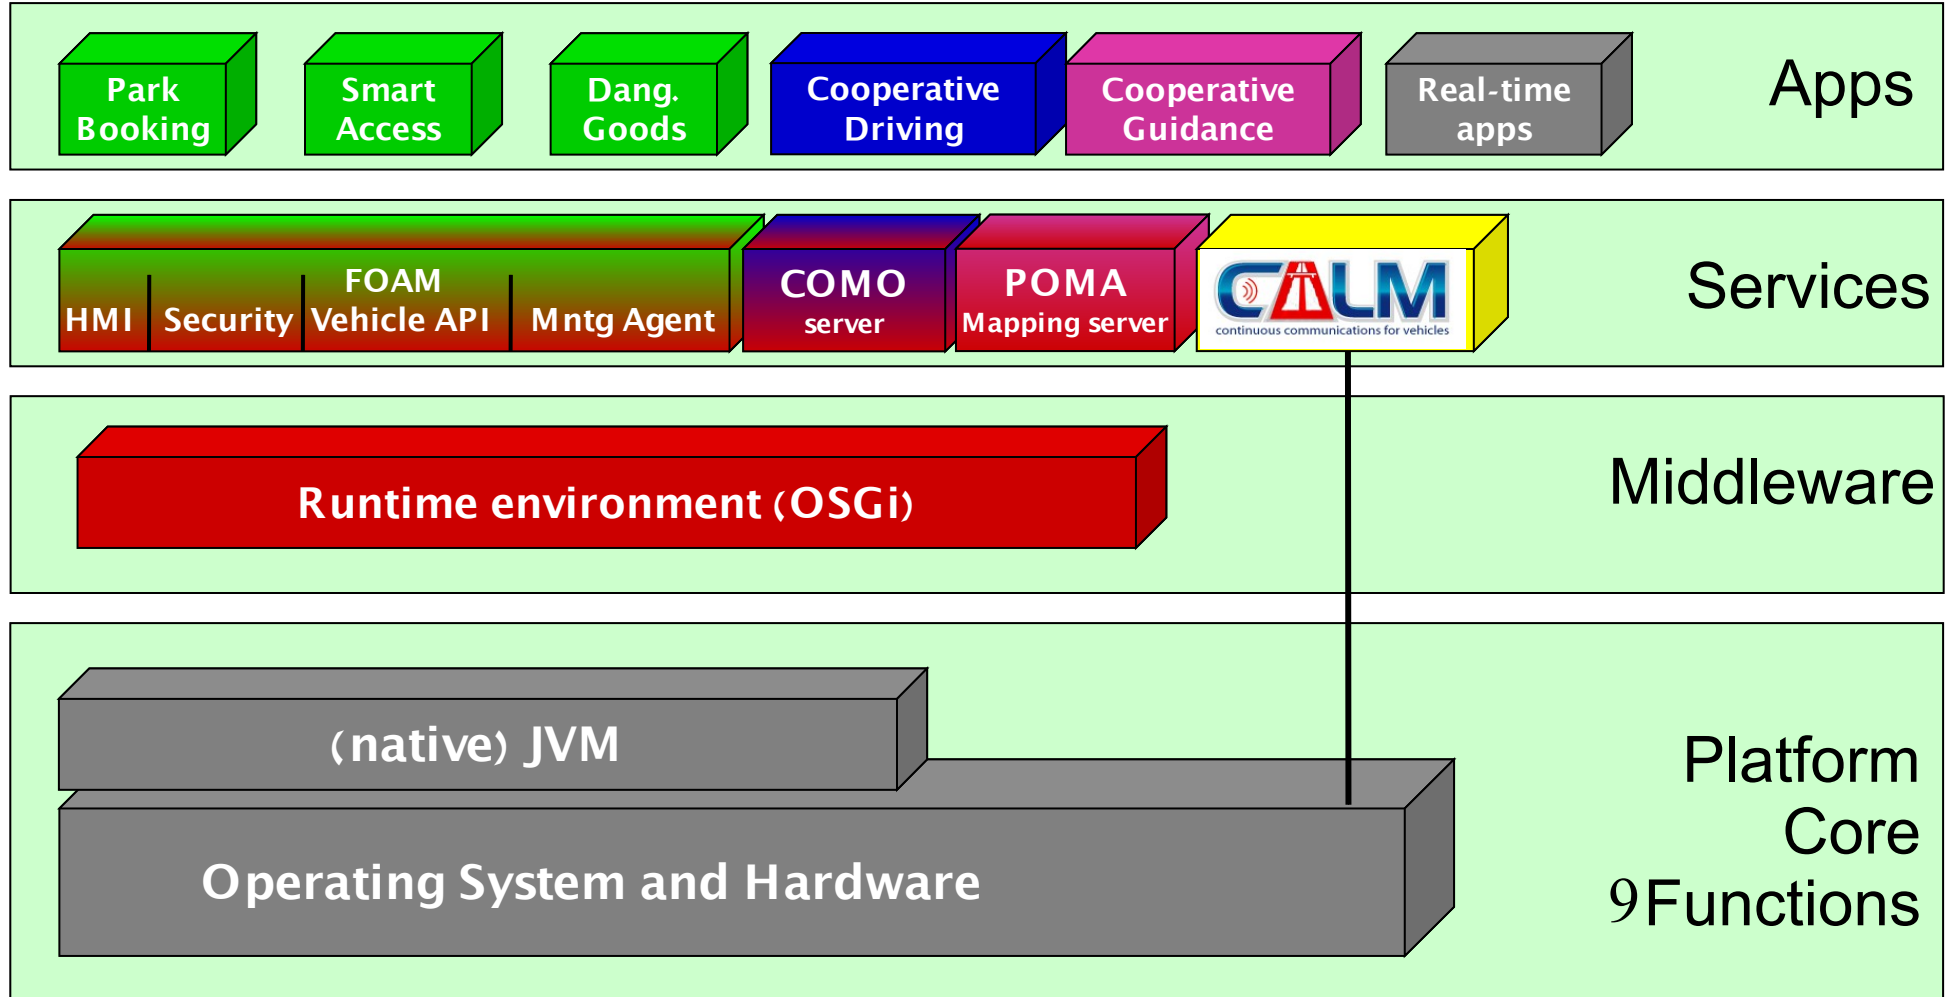 Park
Booking
Smart
Access
Dang.
Goods
Cooperative
Driving
Cooperative
Guidance
Real-time
apps
Apps
FOAM
HMI
Security
Vehicle API
Mntg Agent
COMO
server
POMA
Mapping server
CALM
continuous communications for vehicles
Services
Runtime environment (OSGi)
Middleware
(native) JVM
Operating System and Hardware
Platform
Core
9Functions